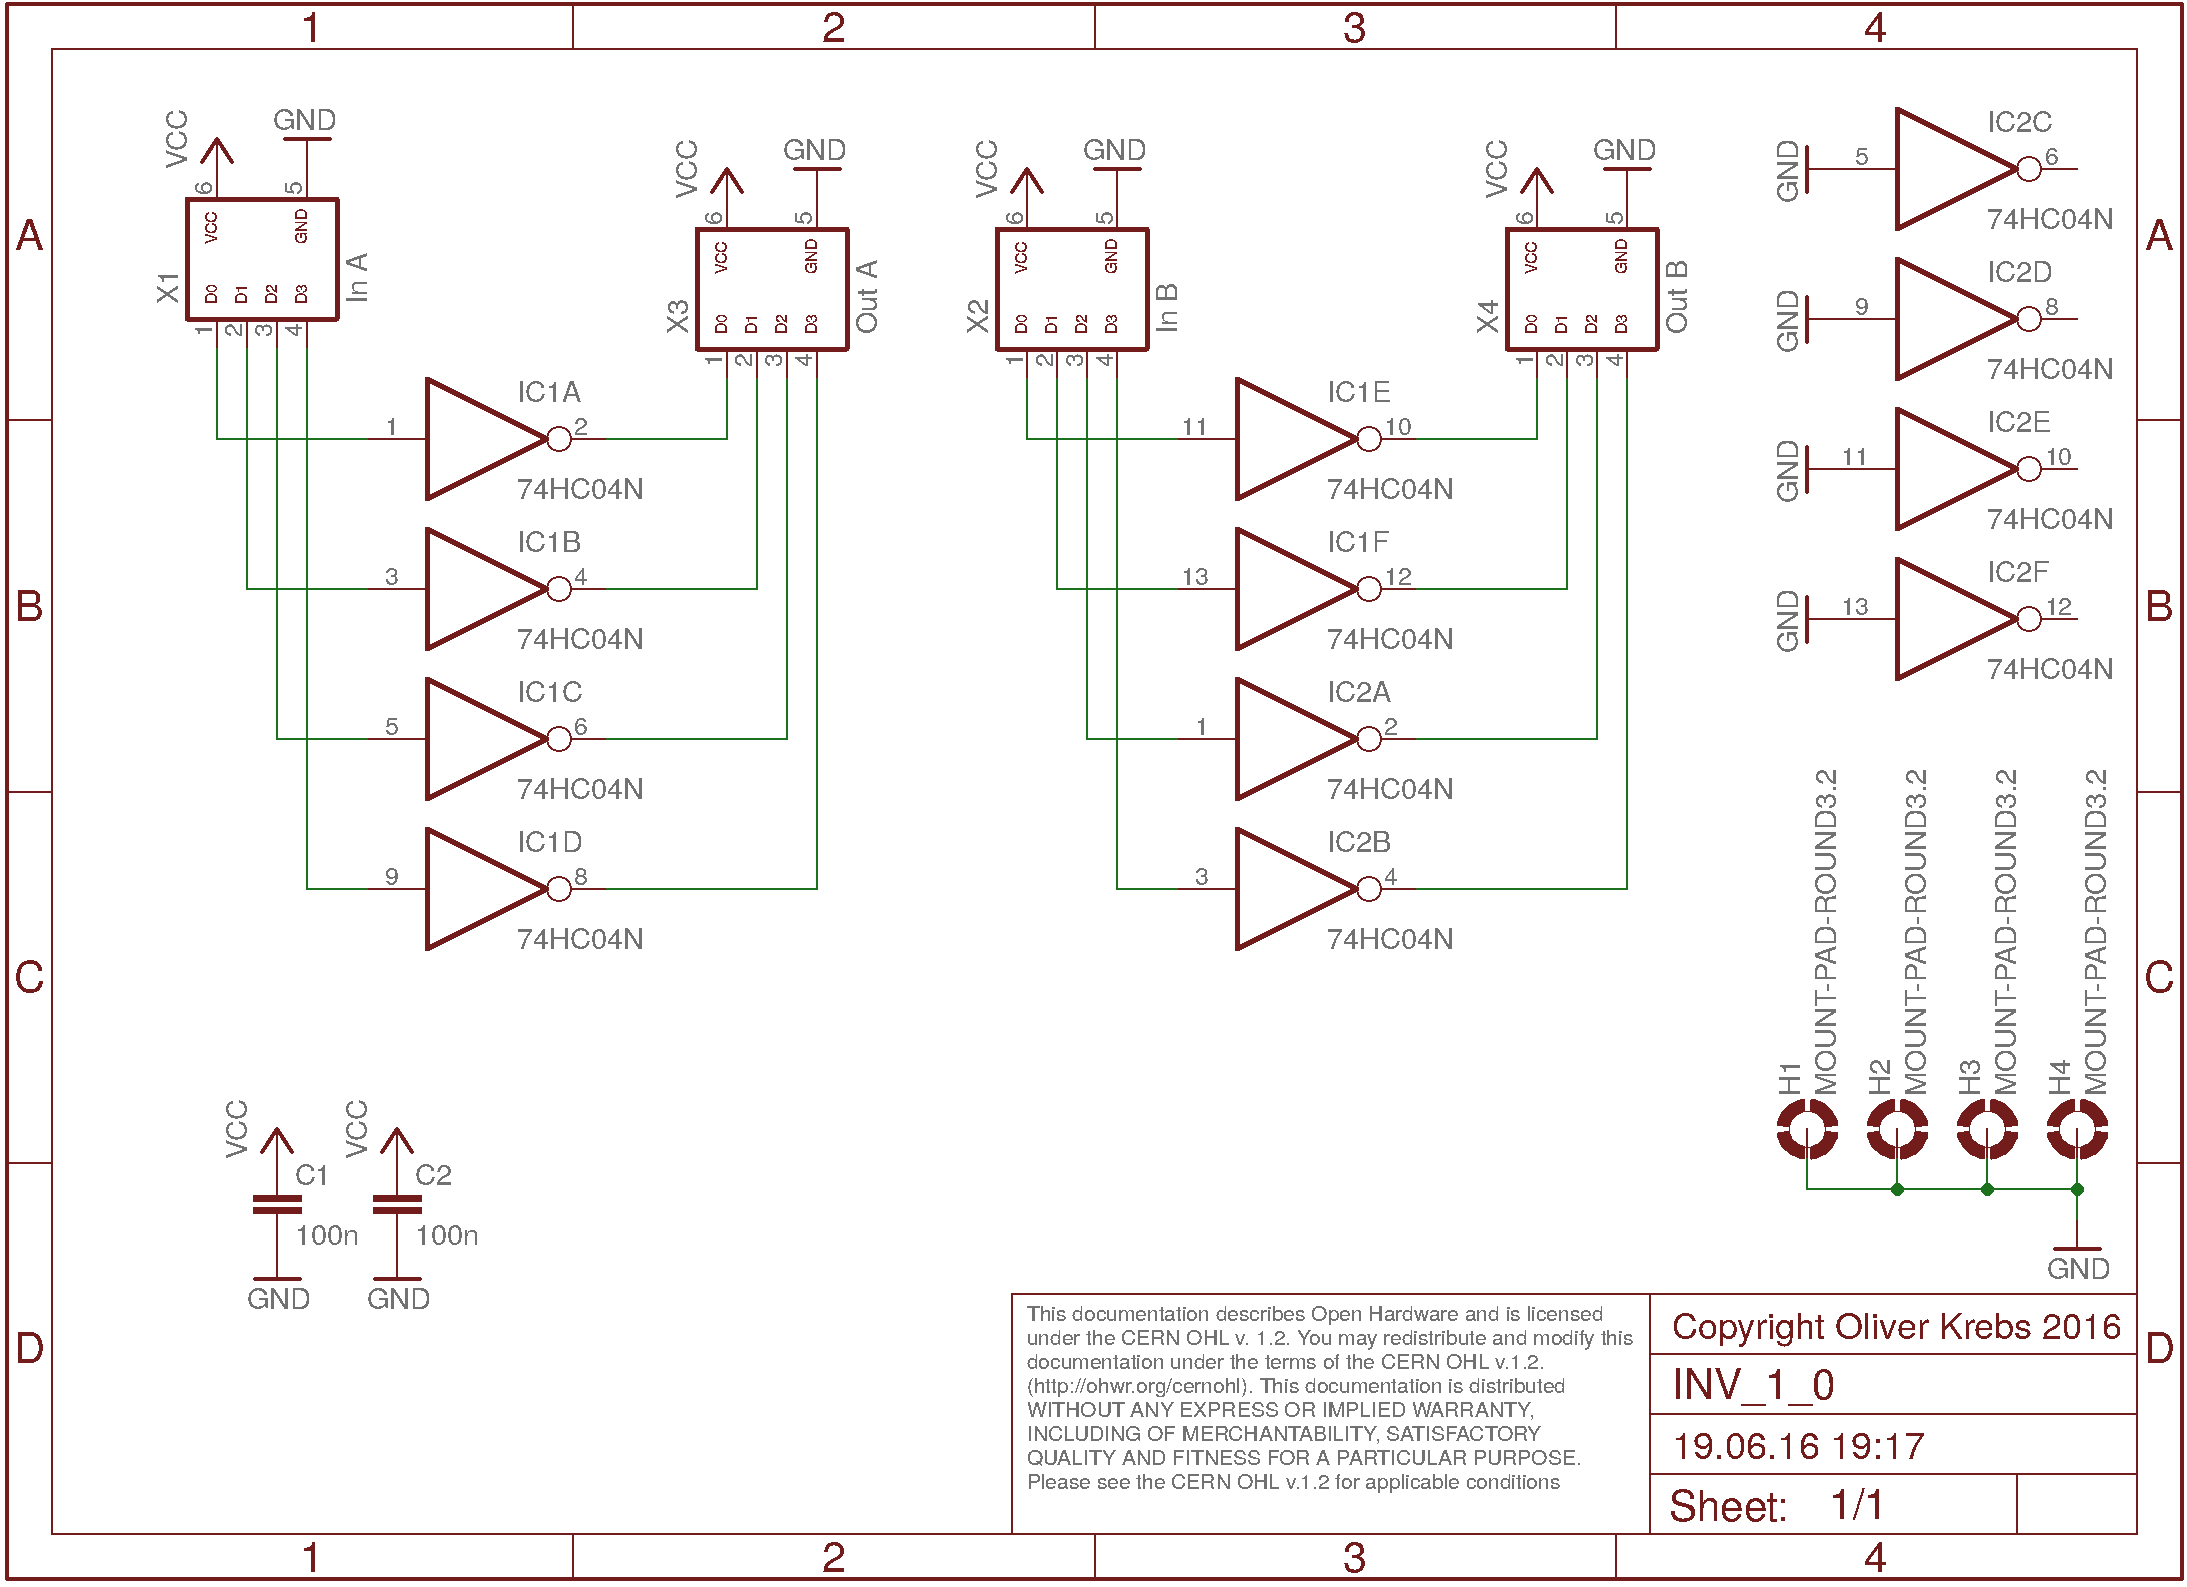 1
2
3
4
A
B
C
D
VCC
GND
6
5
VCC
GND
D0
D1
D2
D3
X1
In A
1
2
3
4
VCC
GND
6
5
VCC
GND
D0
D1
D2
D3
X3
Out A
1
2
3
4
VCC
GND
6
5
VCC
GND
D0
D1
D2
D3
X2
In B
1
2
3
4
VCC
GND
6
5
VCC
GND
D0
D1
D2
D3
X4
Out B
1
2
3
4
1
IC1A
2
74HC04N
3
IC1B
4
74HC04N
5
IC1C
6
74HC04N
9
IC1D
8
74HC04N
11
IC1E
10
74HC04N
13
IC1F
12
74HC04N
1
IC2A
2
74HC04N
3
IC2B
4
74HC04N
GND
5
IC2C
6
74HC04N
GND
9
IC2D
8
74HC04N
GND
11
IC2E
10
74HC04N
GND
13
IC2F
12
74HC04N
H1
MOUNT-PAD-ROUND3.2
H2
MOUNT-PAD-ROUND3.2
H3
MOUNT-PAD-ROUND3.2
H4
MOUNT-PAD-ROUND3.2
GND
VCC
C1
100n
GND
VCC
C2
100n
GND
This documentation describes Open Hardware and is licensed
under the CERN OHL v. 1.2. You may redistribute and modify this
documentation under the terms of the CERN OHL v.1.2.
(http://ohwr.org/cernohl). This documentation is distributed
WITHOUT ANY EXPRESS OR IMPLIED WARRANTY,
INCLUDING OF MERCHANTABILITY, SATISFACTORY
QUALITY AND FITNESS FOR A PARTICULAR PURPOSE.
Please see the CERN OHL v.1.2 for applicable conditions
Copyright Oliver Krebs 2016
INV_1_0
19.06.16 19:17
Sheet: 1/1
A
B
C
D
1
2
3
4